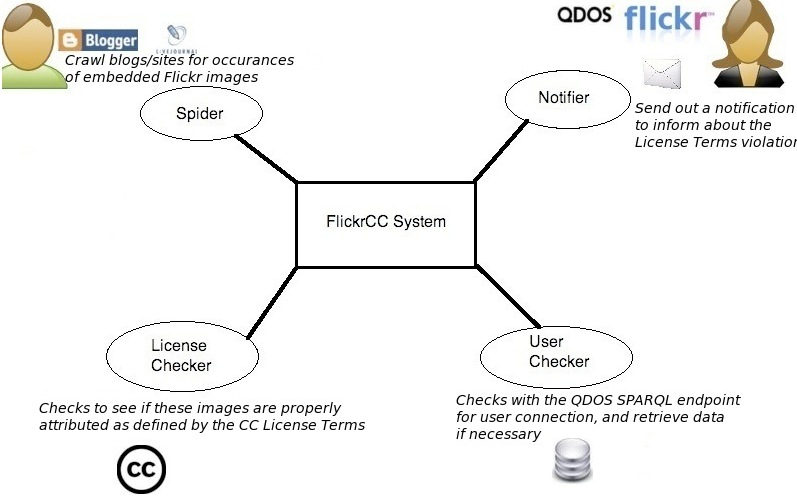 QDOS
flickr™
Blogger
LIVEJOURNAL
Crawl blogs/sites for occurances
of embedded Flickr images
Spider
Notifier
Send out a notification
to inform about the
License Terms violation
FlickrCC System
License
Checker
User
Checker
Checks to see if these images are properly
attributed as defined by the CC License Terms
Checks with the QDOS SPARQL endpoint
for user connection, and retrieve data
if necessary
cc